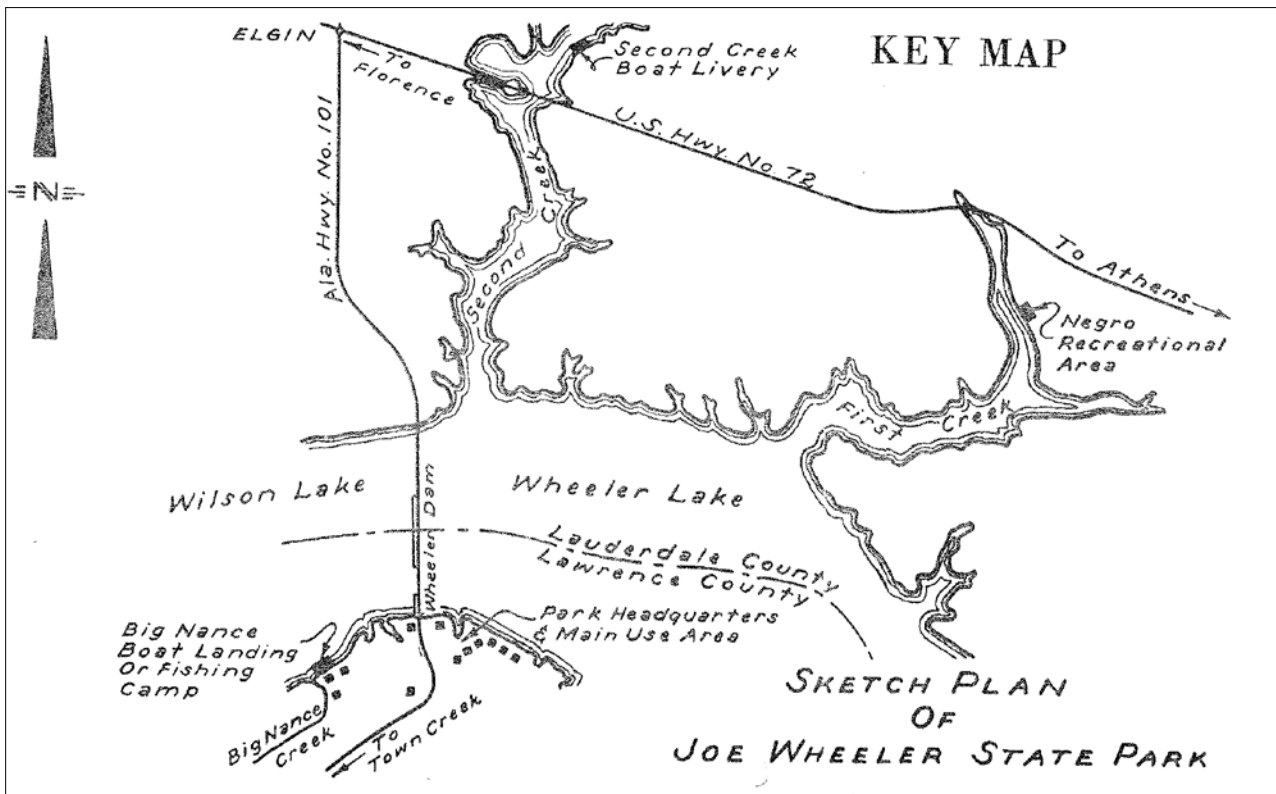 KEY MAP
ELGIN
To
Florence
Second Creek
Boat Livery
N
Ala. Hwy. No. 101
U.S. Hwy. No. 72
Second Creek
To Athens
Negro
Recreational
Area
First Creek
Wilson Lake
Wheeler Lake
Wheeler Dam
Lauderdale County
Lawrence County
Big Nance
Boat Landing
Or Fishing
Camp
Park Headquarters
& Main Use Area
Big Nance
Creek
To
Town Creek
SKETCH PLAN
OF
JOE WHEELER STATE PARK